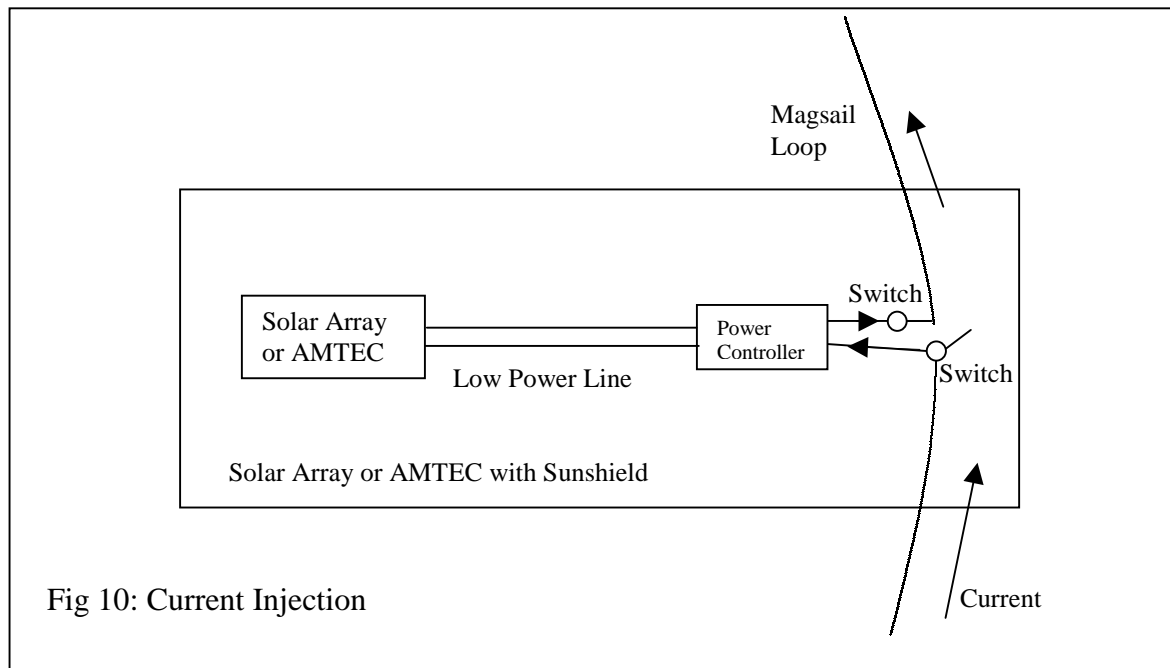 Magsail
Loop
Switch
Solar Array
or AMTEC
Power
Controller
Low Power Line
Switch
Solar Array or AMTEC with Sunshield
Fig 10: Current Injection
Current